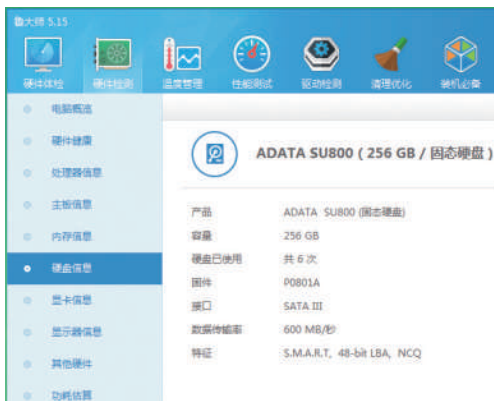 鲁大师 5.15
硬件体检 硬件检测 温度管理 性能测试 驱动检测 清理优化 装机必备
电脑概览
硬件健康
处理器信息
主板信息
内存信息
硬盘信息
显卡信息
显示器信息
其他硬件
功耗估算
ADATA SU800 ( 256 GB / 固态硬盘 )
产品 ADATA SU800 (固态硬盘)
容量 256 GB
硬盘已使用 共 6 次
固件 P0801A
接口 SATA III
数据传输率 600 MB/秒
特征 S.M.A.R.T, 48-bit LBA, NCQ